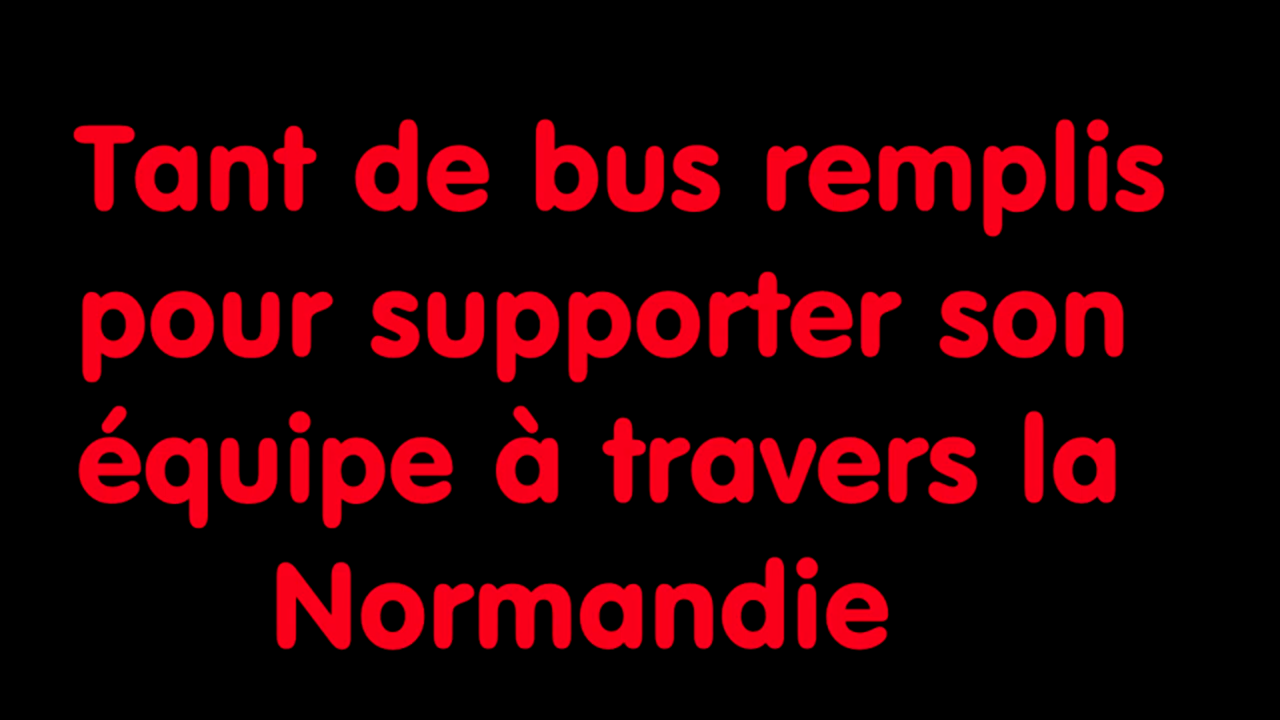 Tant de bus remplis
pour supporter son
équipe à travers la
Normandie